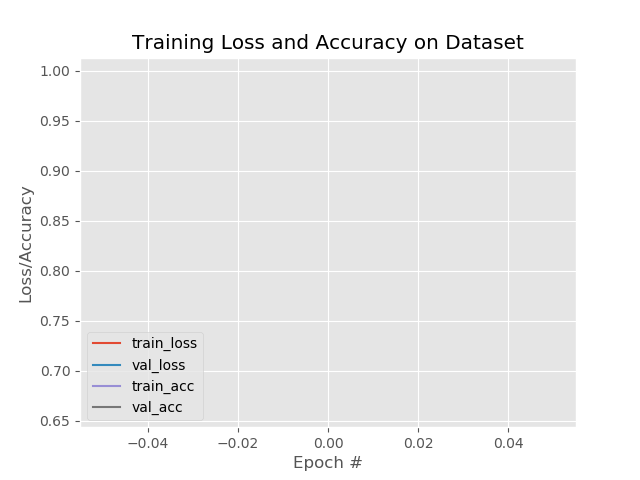 Training Loss and Accuracy on Dataset
1.00
0.95
0.90
0.85
0.80
0.75
0.70
0.65
Loss/Accuracy
train_loss
val_loss
train_acc
val_acc
−0.04
−0.02
0.00
0.02
0.04
Epoch #